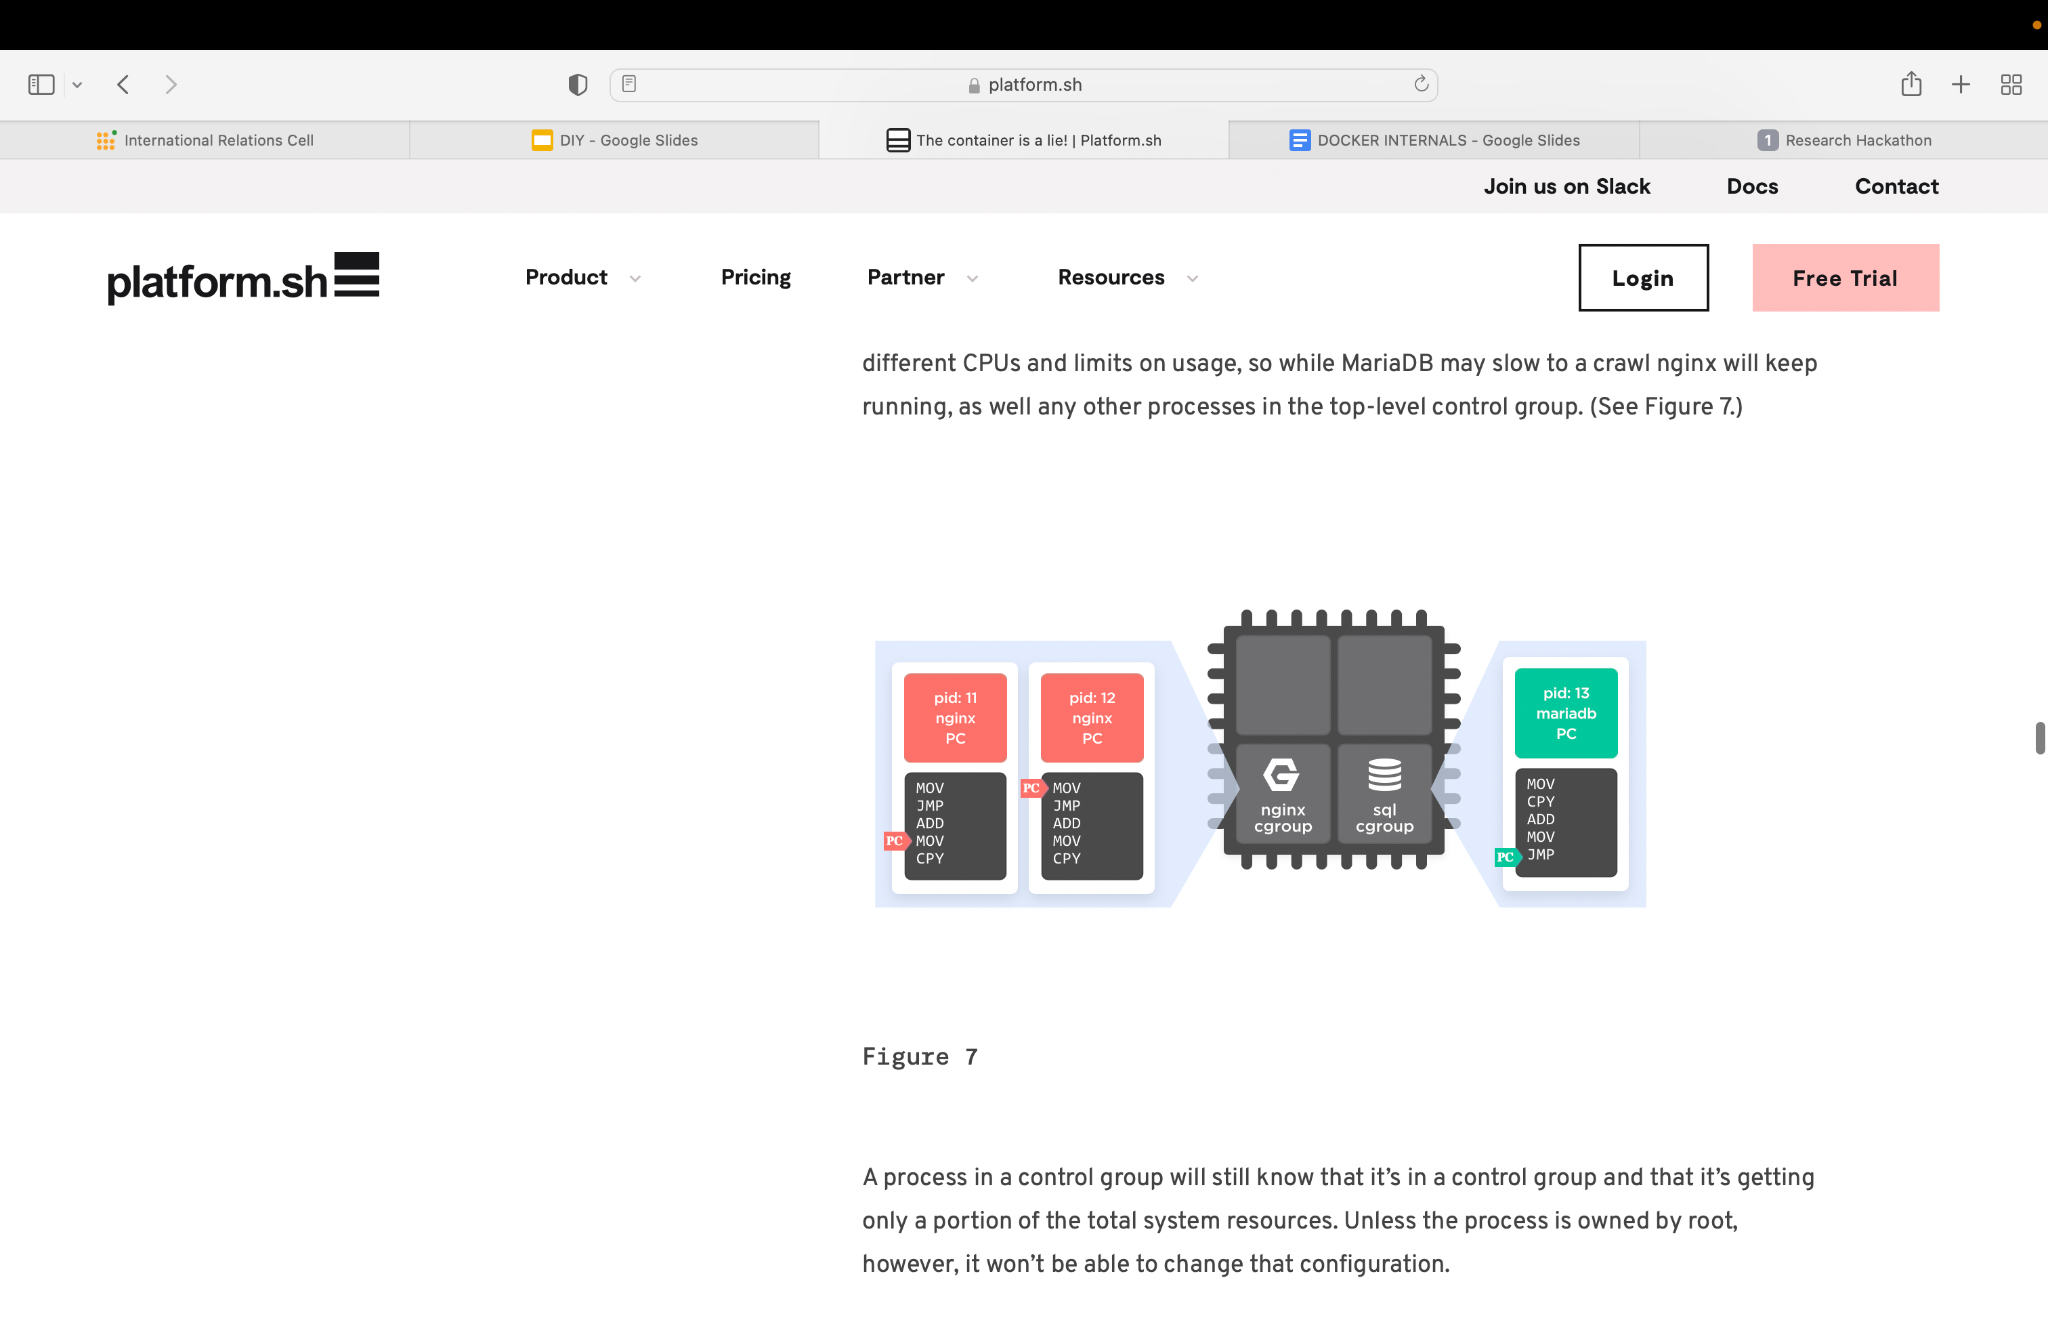 platform.sh
International Relations Cell
DIY - Google Slides
The container is a lie! | Platform.sh
DOCKER INTERNALS - Google Slides
1 Research Hackathon
Join us on Slack
Docs
Contact
platform.sh
Product
Pricing
Partner
Resources
Login
Free Trial
different CPUs and limits on usage, so while MariaDB may slow to a crawl nginx will keep
running, as well any other processes in the top-level control group. (See Figure 7.)
pid: 11
nginx
PC
MOV
JMP
ADD
PC MOV
CPY
pid: 12
nginx
PC
PC MOV
JMP
ADD
MOV
CPY
nginx
cgroup
sql
cgroup
pid: 13
mariadb
PC
MOV
CPY
ADD
MOV
PC JMP
Figure 7
A process in a control group will still know that it’s in a control group and that it’s getting
only a portion of the total system resources. Unless the process is owned by root,
however, it won’t be able to change that configuration.